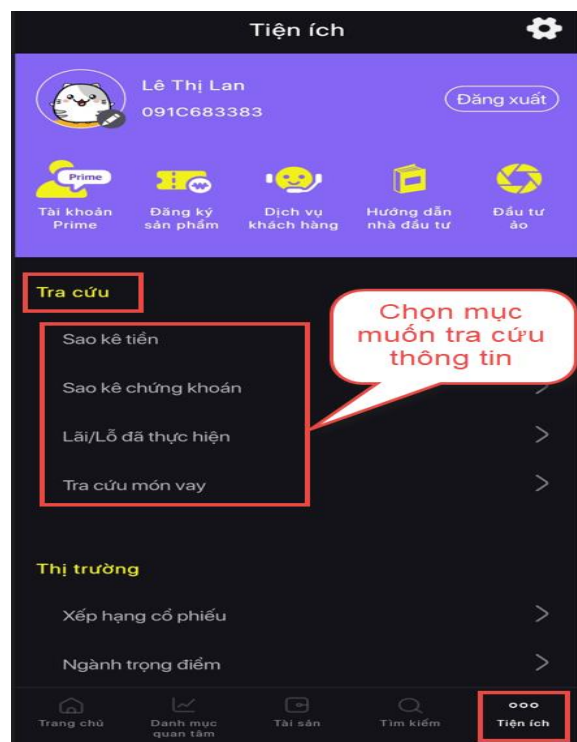 Tiện ích
Lê Thị Lan
091C683383
Đăng xuất
Prime
Tài khoản
Prime
Đăng ký
sản phẩm
Dịch vụ
khách hàng
Hướng dẫn
nhà đầu tư
Đầu tư
ảo
Tra cứu
Chọn mục
muốn tra cứu
thông tin
Sao kê tiền
Sao kê chứng khoán
Lãi/Lỗ đã thực hiện
Tra cứu món vay
Thị trường
Xếp hạng cổ phiếu
Ngành trọng điểm
Trang chủ
Danh mục
quan tâm
Tài sản
Tìm kiếm
Tiện ích